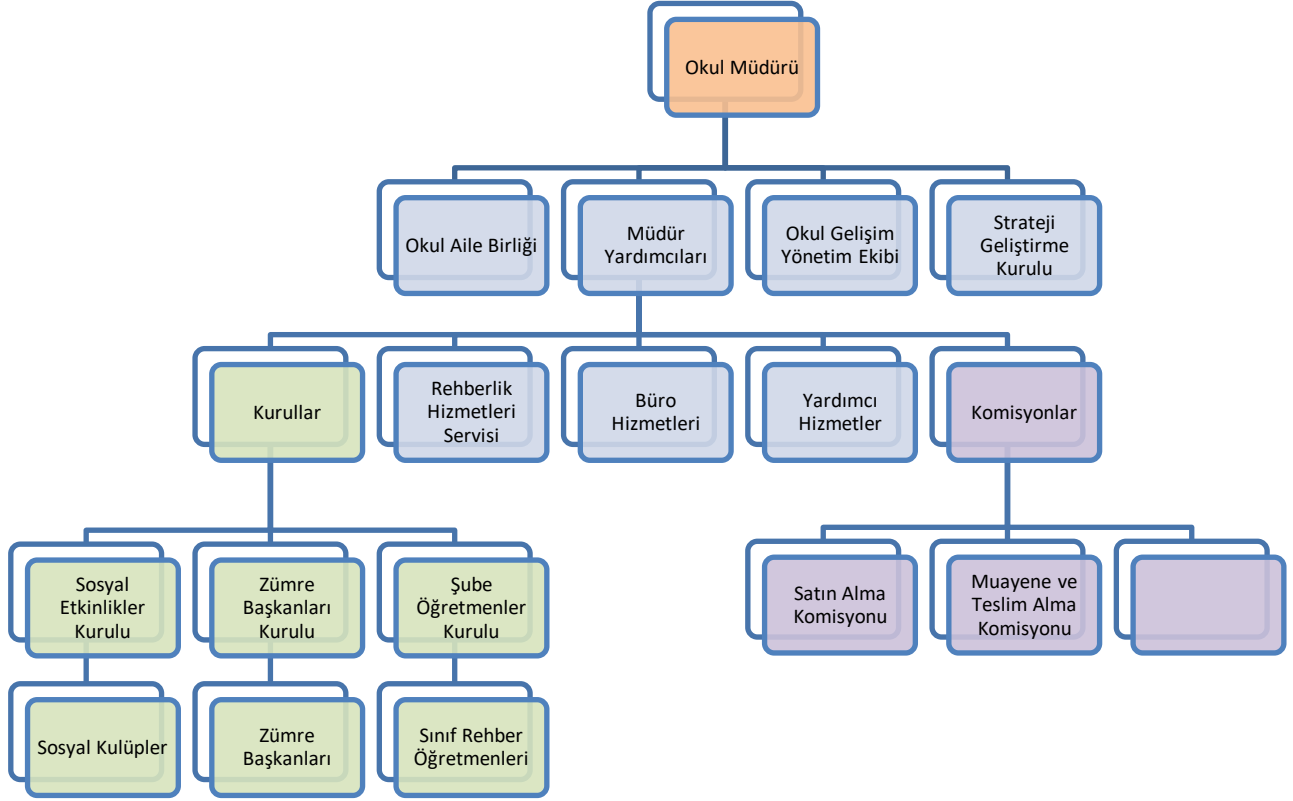 Okul Müdürü
Okul Aile Birliği
Müdür
Yardımcıları
Okul Gelişim
Yönetim Ekibi
Strateji
Geliştirme
Kurulu
Kurullar
Rehberlik
Hizmetleri
Servisi
Büro
Hizmetleri
Yardımcı
Hizmetler
Komisyonlar
Sosyal
Etkinlikler
Kurulu
Zümre
Başkanları
Kurulu
Şube
Öğretmenler
Kurulu
Satın Alma
Komisyonu
Muayene ve
Teslim Alma
Komisyonu
Sosyal Kulüpler
Zümre
Başkanları
Sınıf Rehber
Öğretmenleri